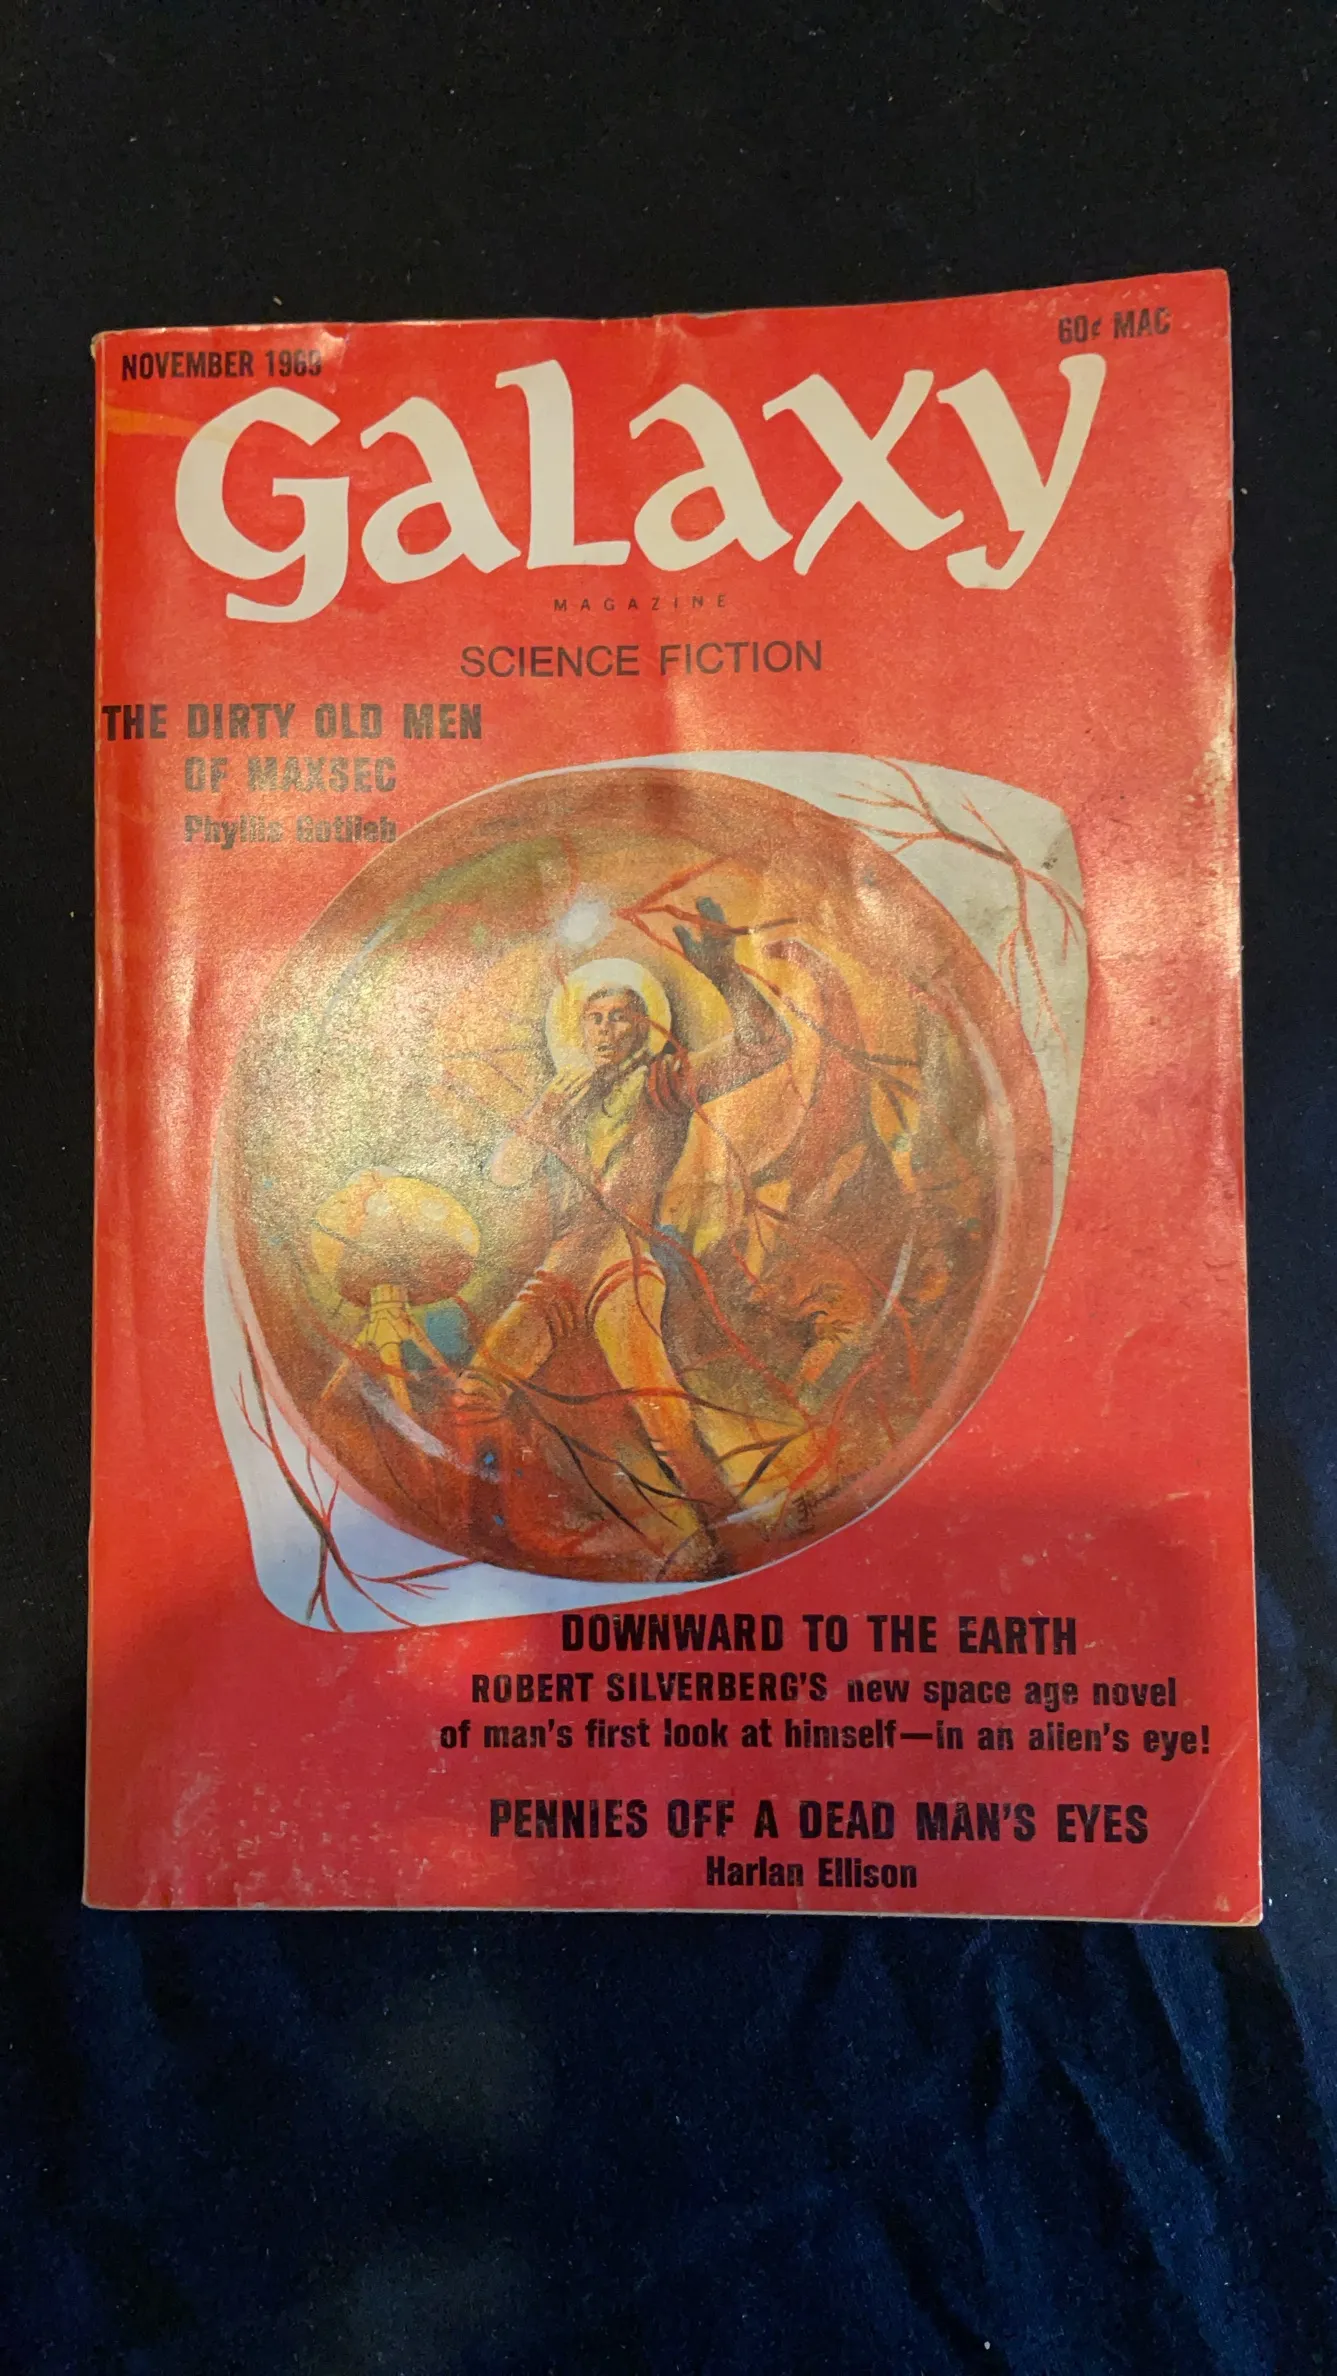 NOVEMBER 1969
60¢ MAC
Galaxy
MAGAZINE
SCIENCE FICTION
THE DIRTY OLD MEN
OF MAXSEC
Phyllis Gotlieb
DOWNWARD TO THE EARTH
ROBERT SILVERBERG'S new space age novel
of man's first look at himself—in an alien's eye!
PENNIES OFF A DEAD MAN'S EYES
Harlan Ellison